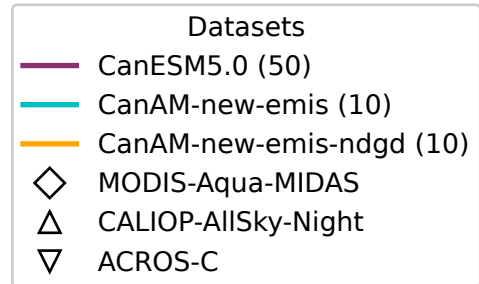 Datasets
CanESM5.0 (50)
CanAM-new-emis (10)
CanAM-new-emis-ndgd (10)
MODIS-Aqua-MIDAS
CALIOP-AllSky-Night
ACROS-C